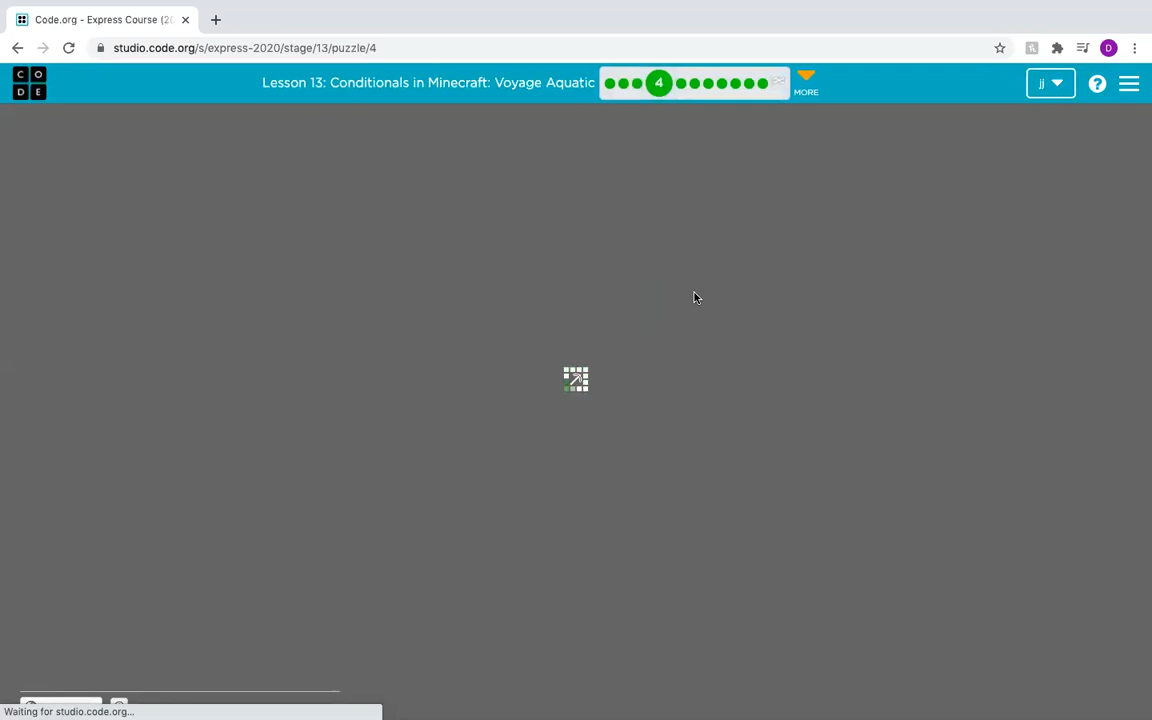 Code.org - Express Course (20
studio.code.org/s/express-2020/stage/13/puzzle/4
D
C O
D E
Lesson 13: Conditionals in Minecraft: Voyage Aquatic
4
MORE
jj
?
Waiting for studio.code.org...